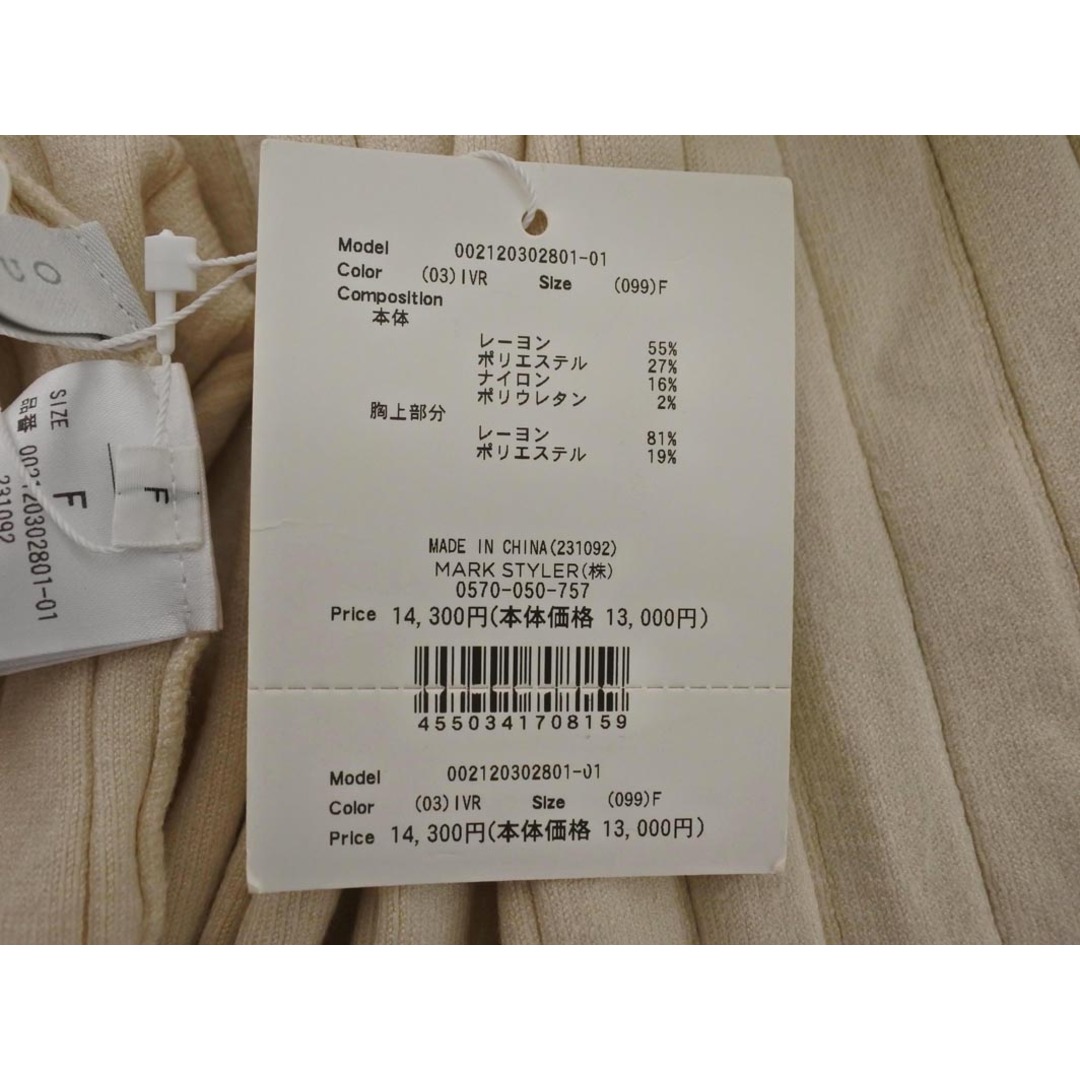 Model 002120302801-01
Color (03)IVR Size (099)F
Composition
本体
レーヨン 55%
ポリエステル 27%
ナイロン 16%
ポリウレタン 2%
胸上部分
レーヨン 81%
ポリエステル 19%
MADE IN CHINA(231092)
MARK STYLER(株)
0570-050-757
Price 14,300円(本体価格 13,000円)
4550341708159
Model 002120302801-01
Color (03)IVR Size (099)F
Price 14,300円(本体価格 13,000円)
F
SIZE F
品番 002120302801-01
231092